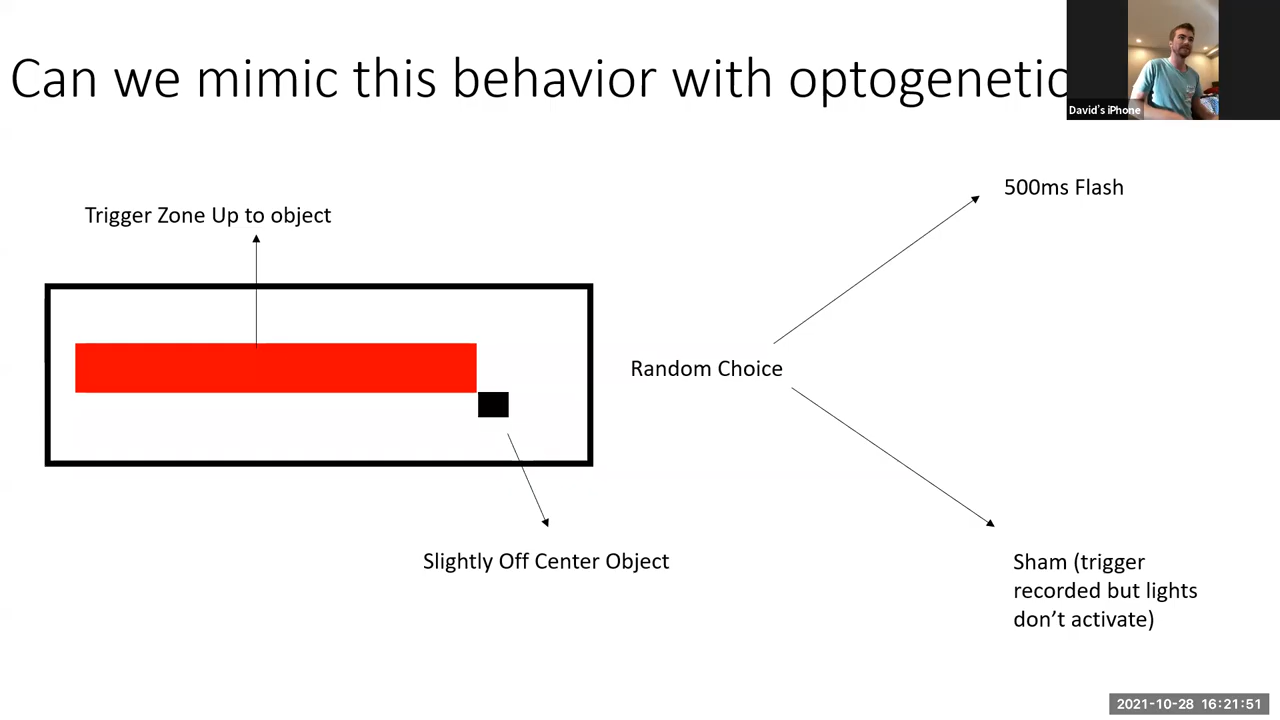 Can we mimic this behavior with optogenetic
David's iPhone
500ms Flash
Trigger Zone Up to object
Random Choice
Slightly Off Center Object
Sham (trigger
recorded but lights
don't activate)
2021-10-28 16:21:51